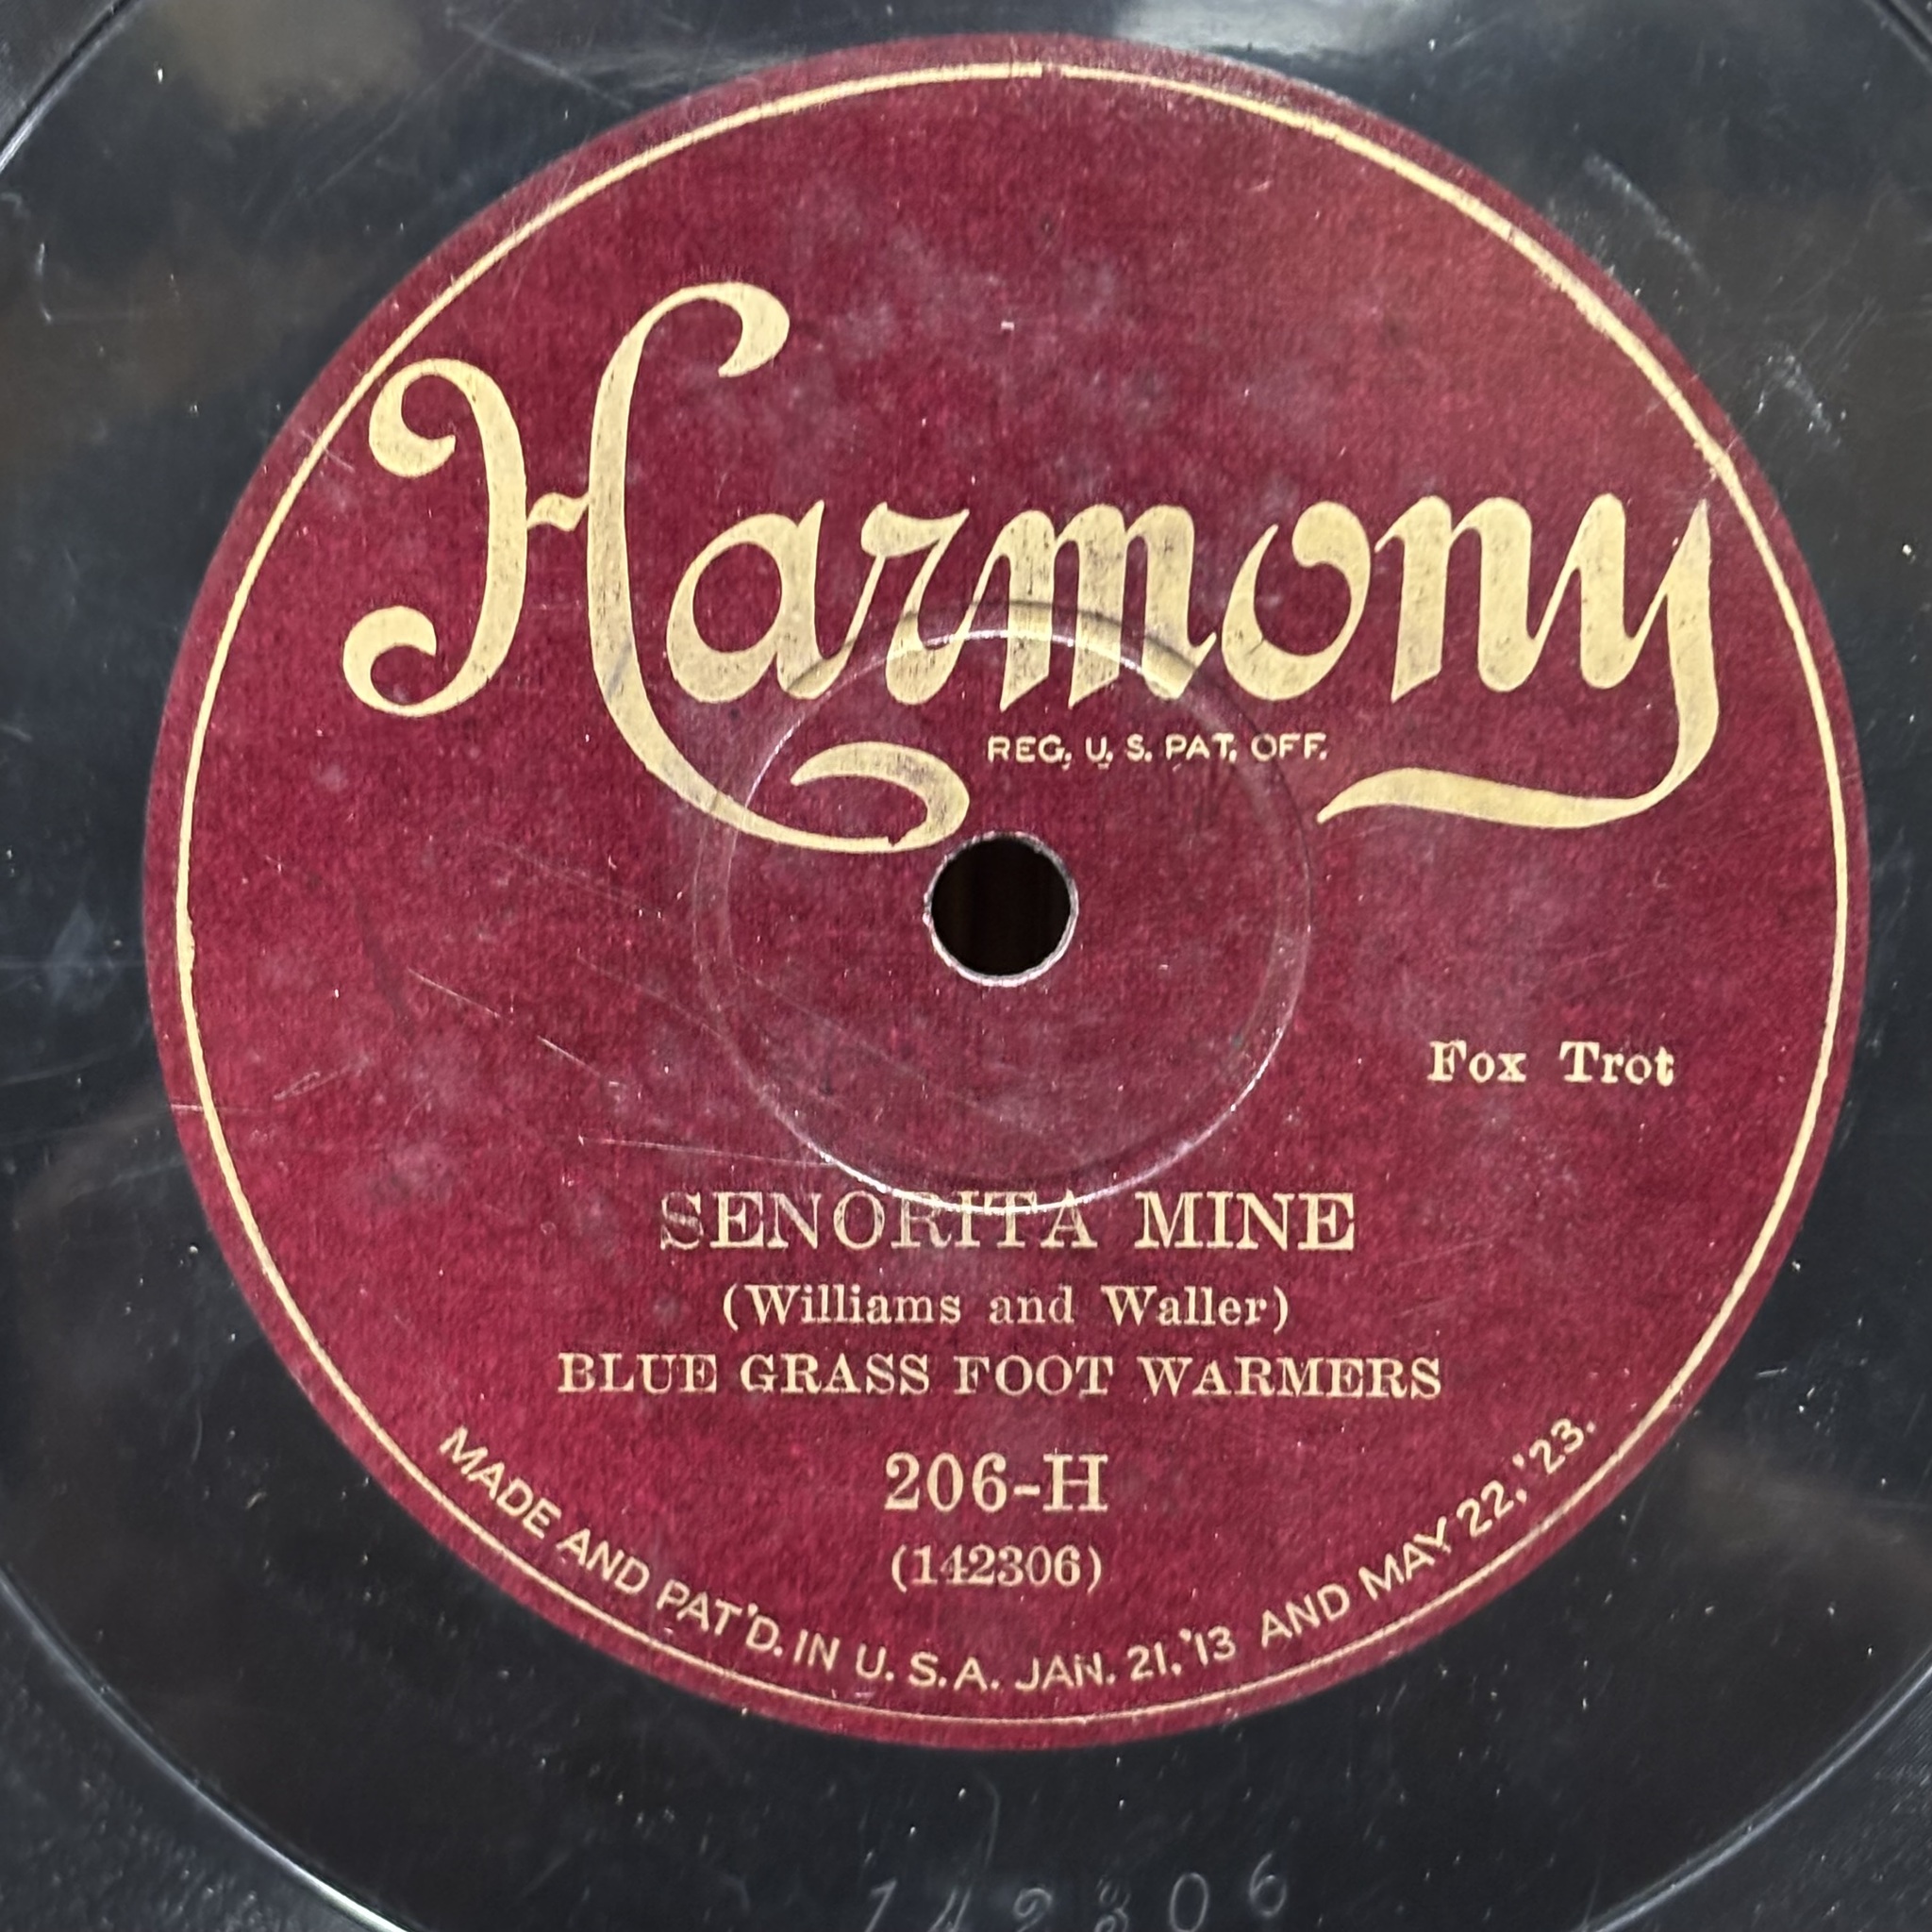 Harmony
REG. U. S. PAT. OFF.
Fox Trot
SENORITA MINE
(Williams and Waller)
BLUE GRASS FOOT WARMERS
206-H
(142306)
MADE AND PAT'D. IN U. S. A. JAN. 21, '13 AND MAY 22, '23.
142306